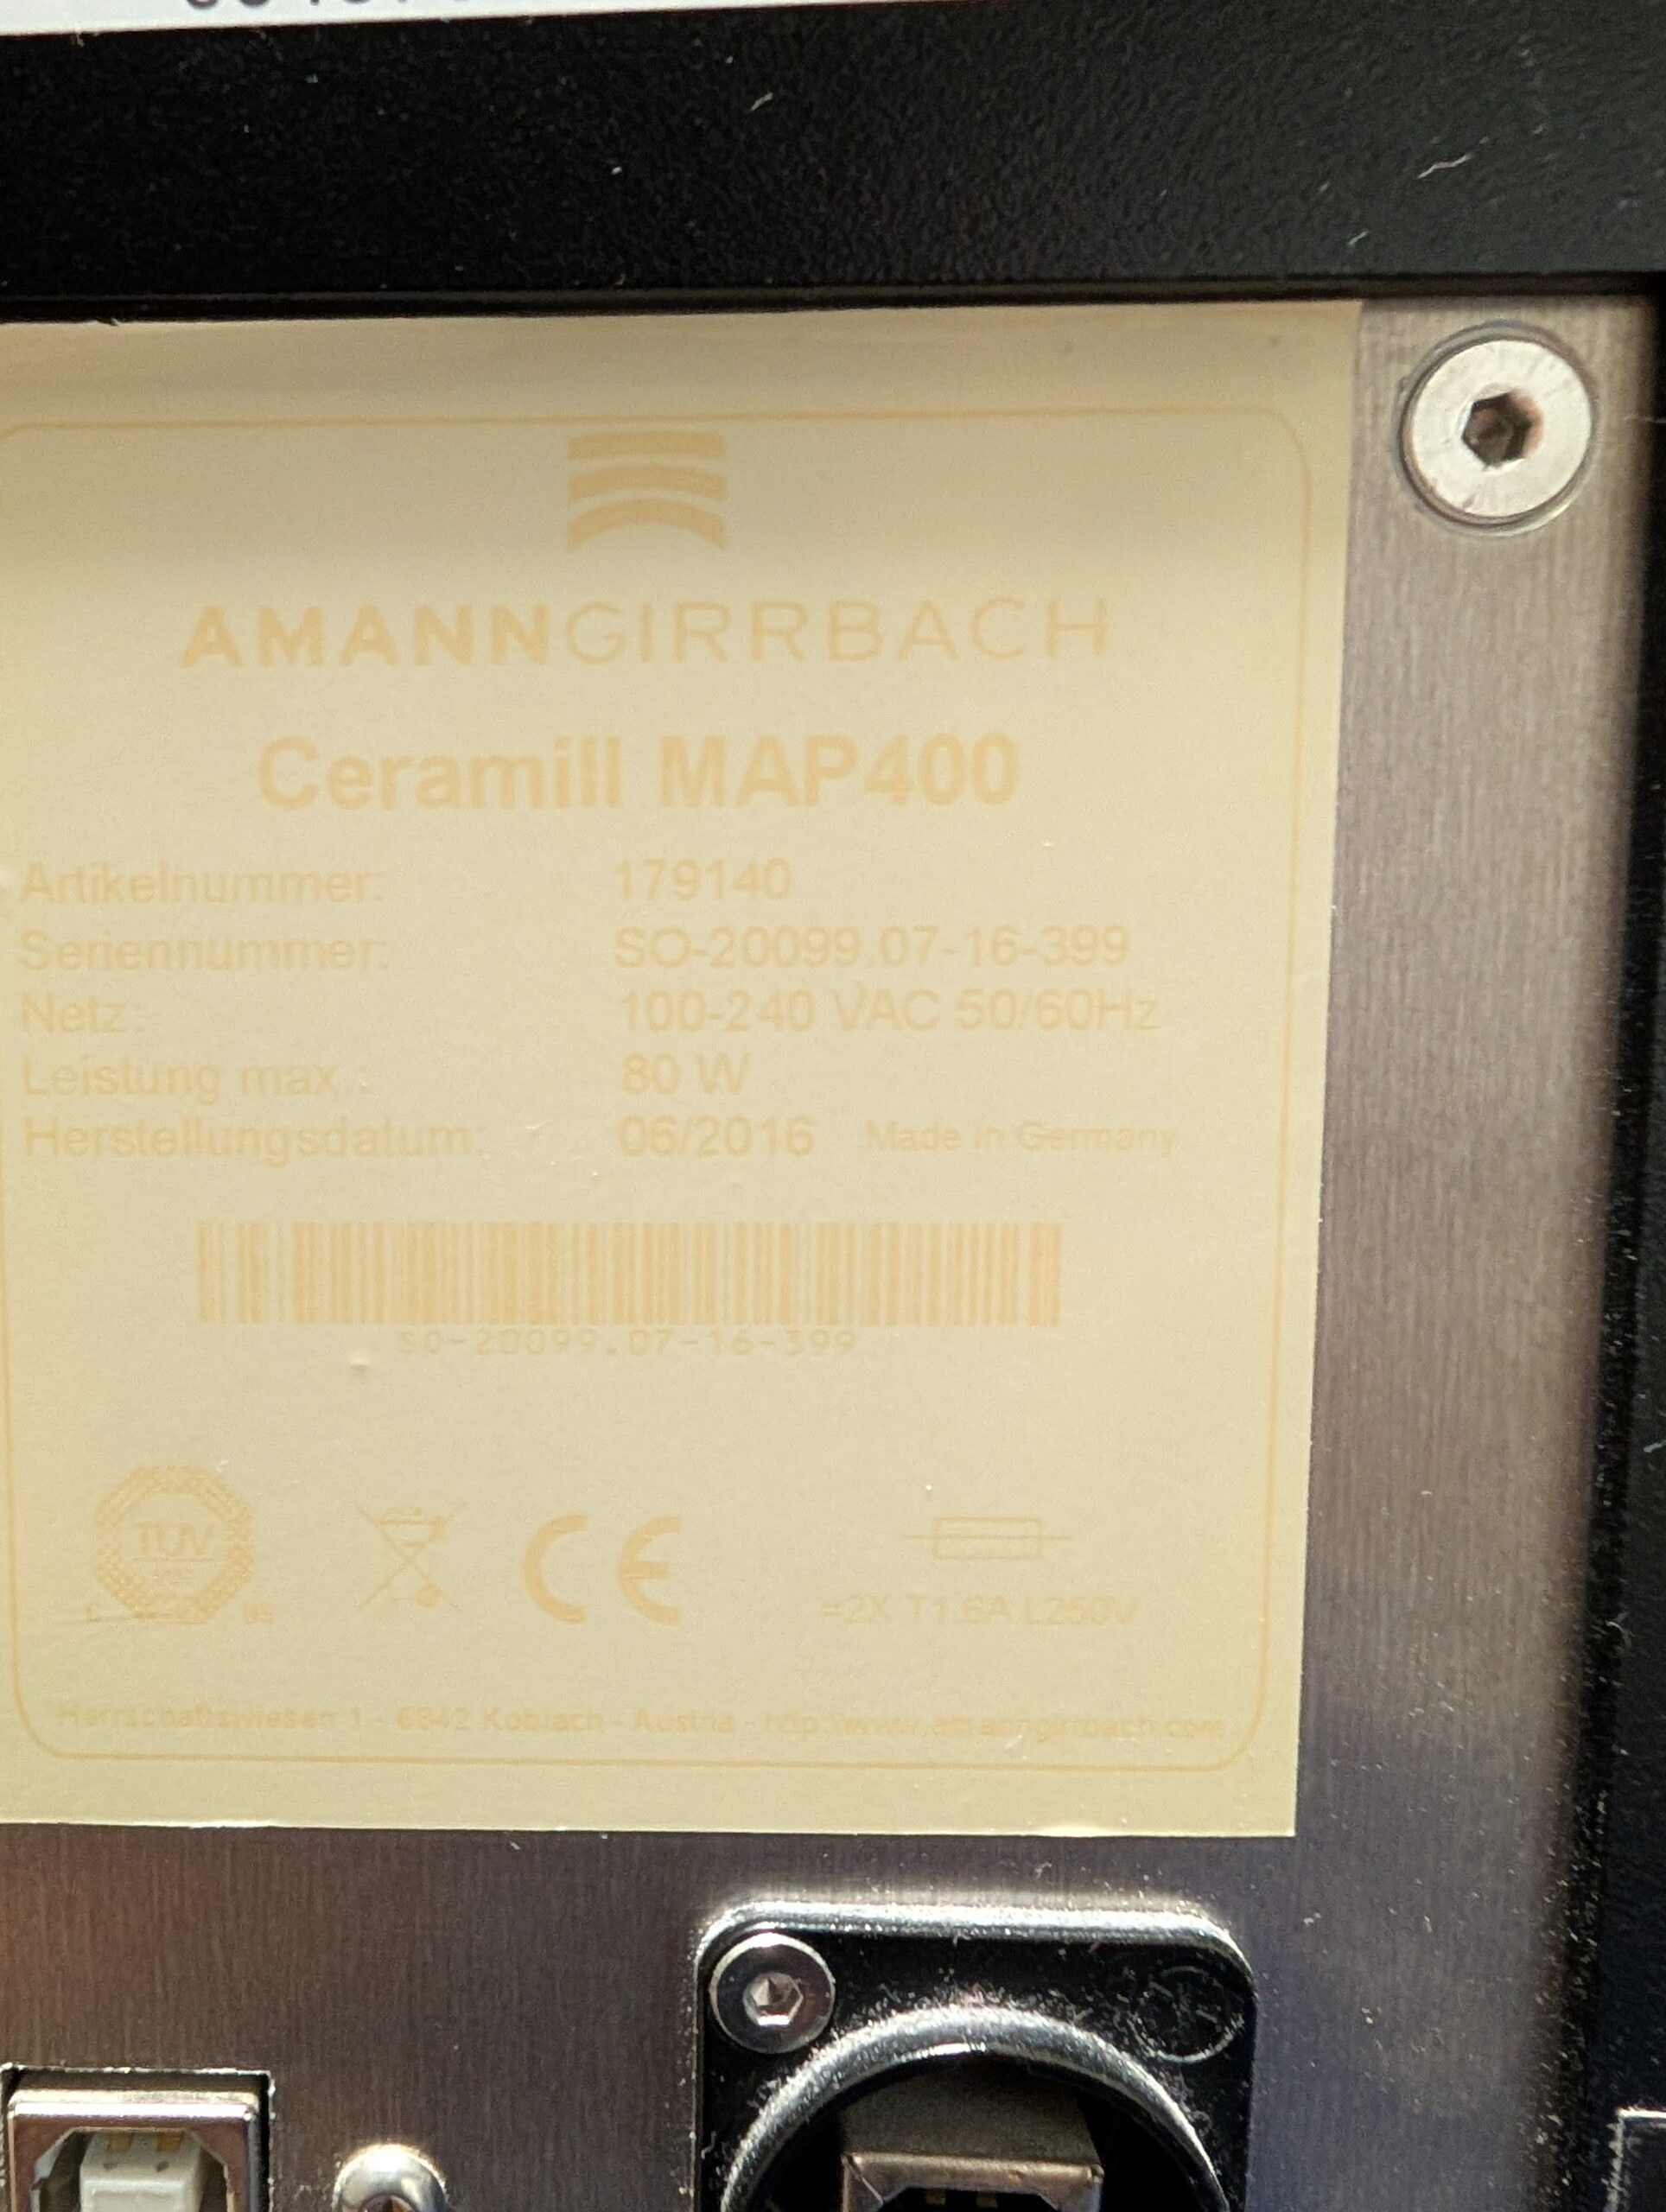 AMANNGIRRBACH
Ceramill MAP400
Artikelnummer: 179140
Seriennummer: SO-20099.07-16-399
Netz: 100-240 VAC 50/60Hz
Leistung max.: 80 W
Herstellungsdatum: 06/2016 Made in Germany
SO-20099.07-16-399
TÜV
CE
c us
=2X T1.6A L250V
Herrschaftswiesen 1 - 6842 Koblach - Austria - http://www.amanngirrbach.com